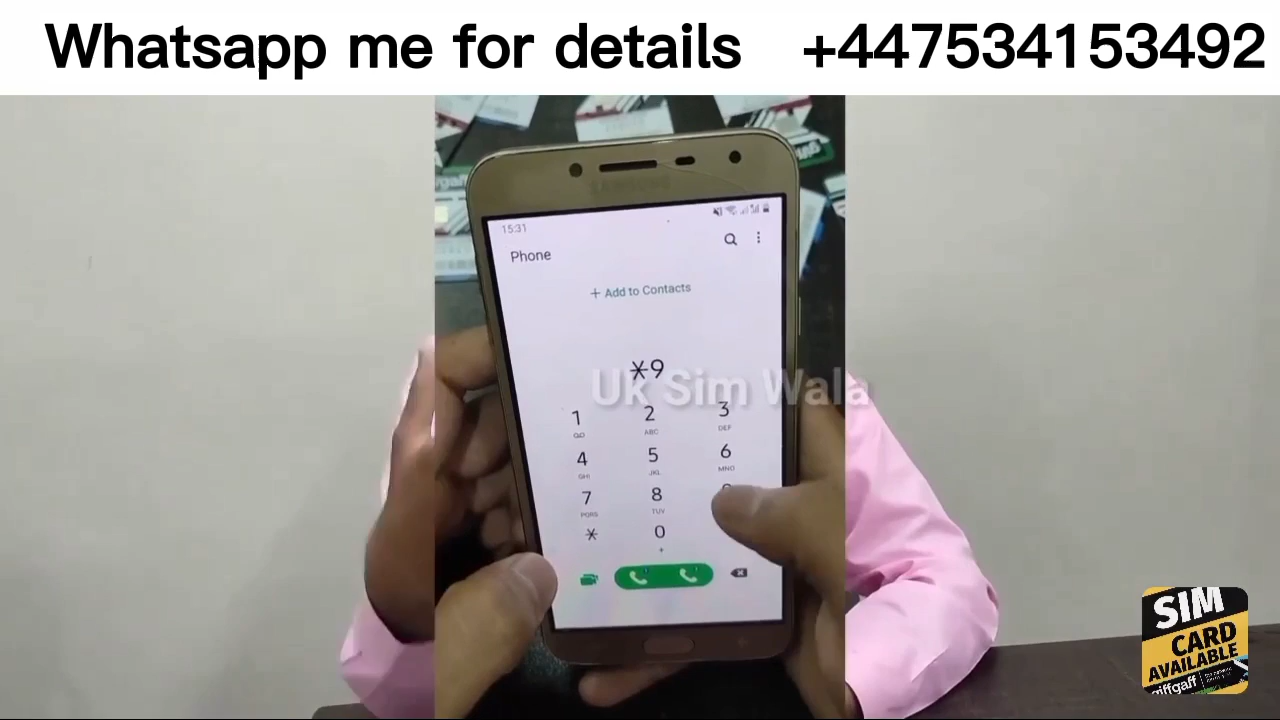 Whatsapp me for details +447534153492
SAMSUNG
15:31
Phone
+ Add to Contacts
*9
Uk Sim Wala
1 2 3
ABC DEF
4 5 6
GHI JKL MNO
7 8
PQRS TUV
* 0
+
SIM
CARD
AVAILABLE
giffgaff